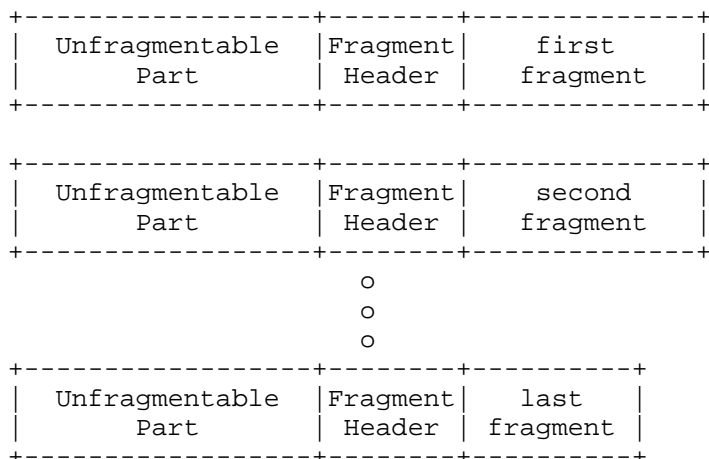 +------------------+--------+--------------+
|  Unfragmentable  |Fragment|    first     |
|       Part       | Header |   fragment   |
+------------------+--------+--------------+
+------------------+--------+--------------+
|  Unfragmentable  |Fragment|    second    |
|       Part       | Header |   fragment   |
+------------------+--------+--------------+
o
o
o
+------------------+--------+----------+
|  Unfragmentable  |Fragment|   last   |
|       Part       | Header | fragment |
+------------------+--------+----------+